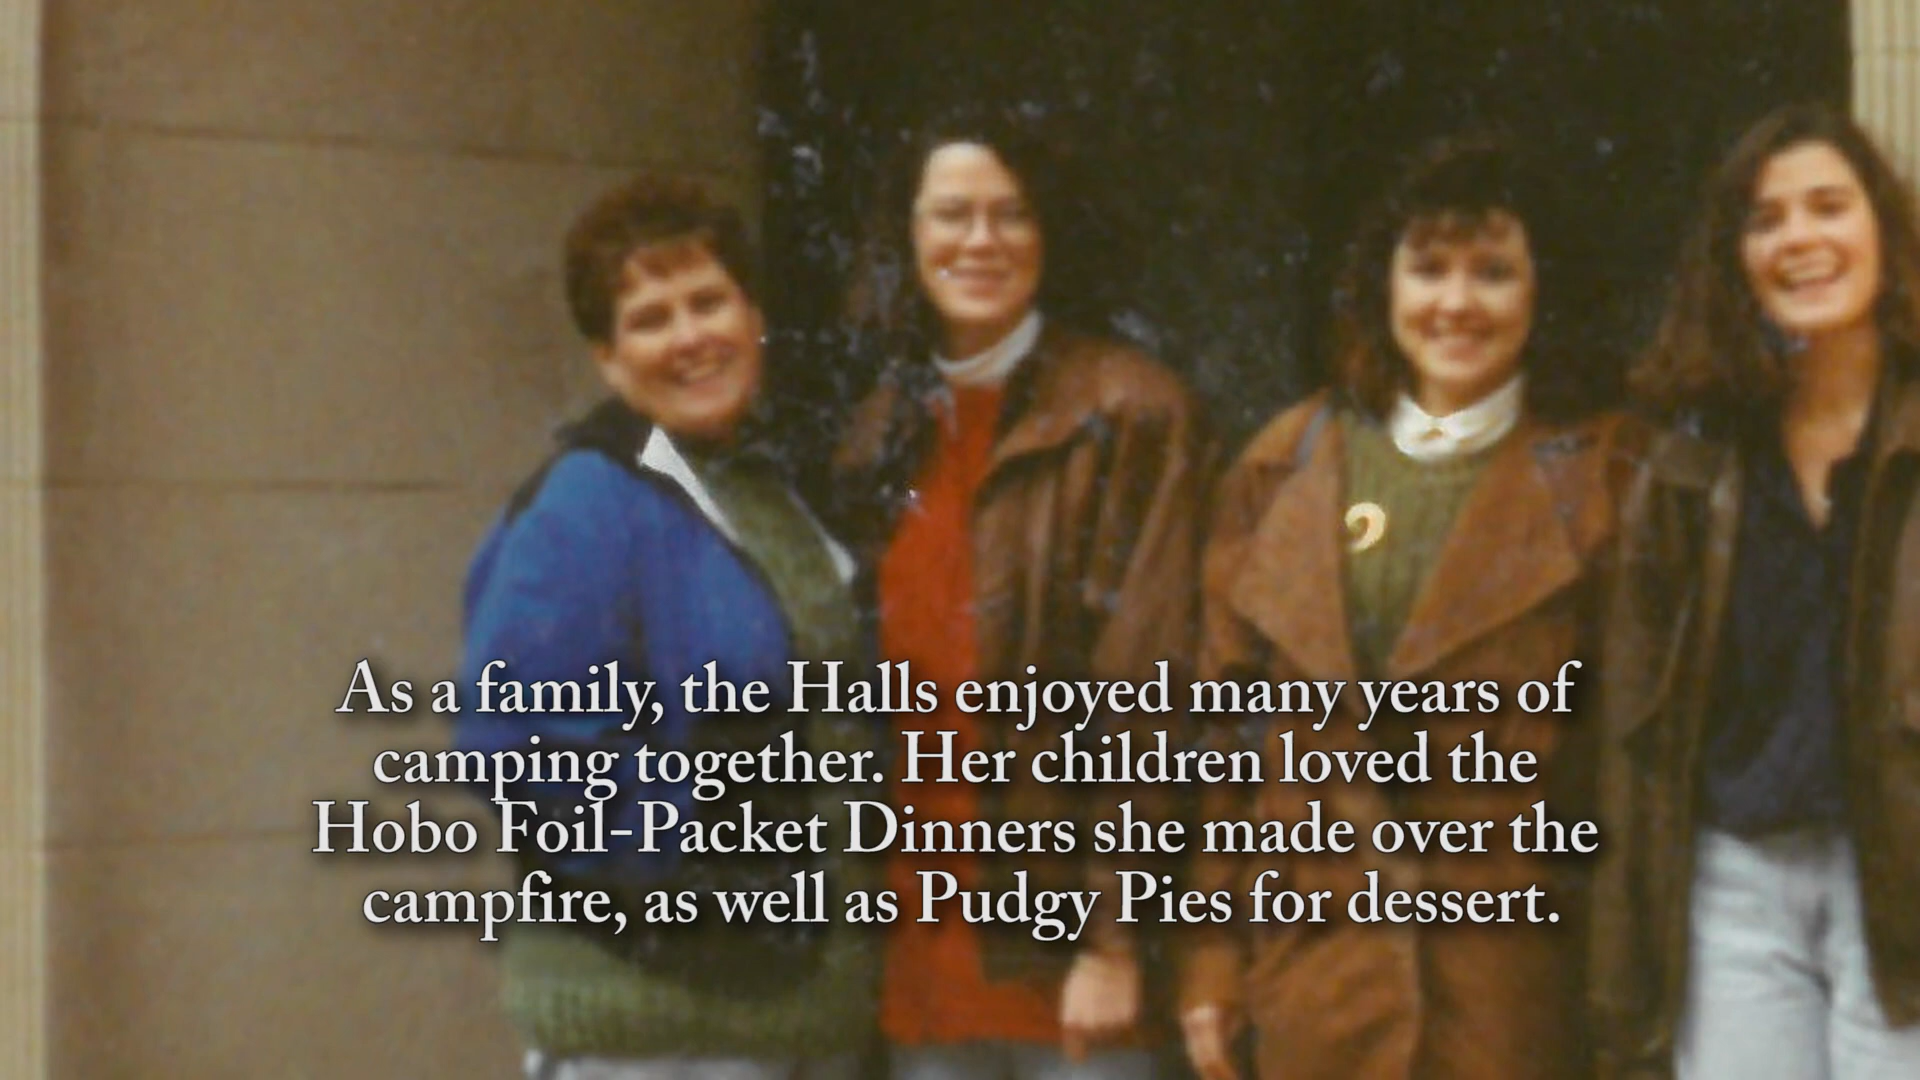 As a family, the Halls enjoyed many years of
camping together. Her children loved the
Hobo Foil-Packet Dinners she made over the
campfire, as well as Pudgy Pies for dessert.